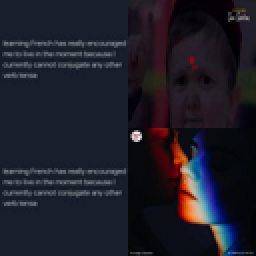 learning French has really encouraged
me to live in the moment because I
currently cannot conjugate any other
verb tense
learning French has really encouraged
me to live in the moment because I
currently cannot conjugate any other
verb tense